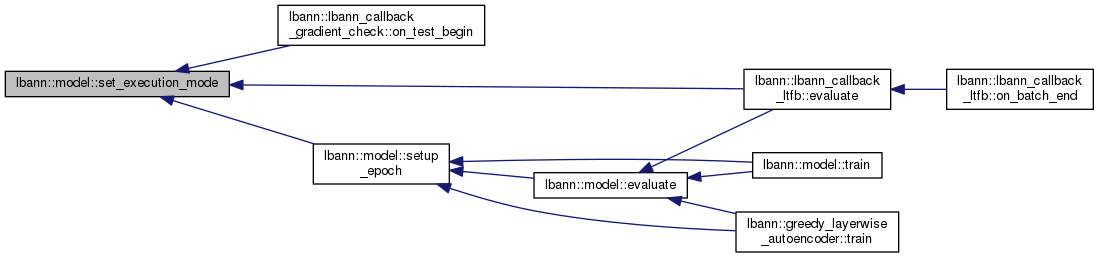 lbann::lbann_callback
_gradient_check::on_test_begin
lbann::model::set_execution_mode
lbann::lbann_callback
_ltfb::evaluate
lbann::lbann_callback
_ltfb::on_batch_end
lbann::model::setup
_epoch
lbann::model::train
lbann::model::evaluate
lbann::greedy_layerwise
_autoencoder::train